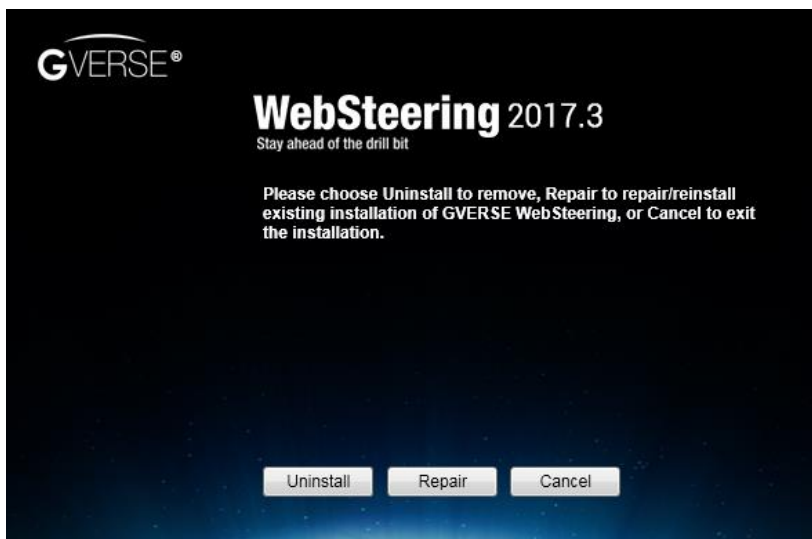 GVERSE®
WebSteering 2017.3
Stay ahead of the drill bit
Please choose Uninstall to remove, Repair to repair/reinstall
existing installation of GVERSE WebSteering, or Cancel to exit
the installation.
Uninstall Repair Cancel